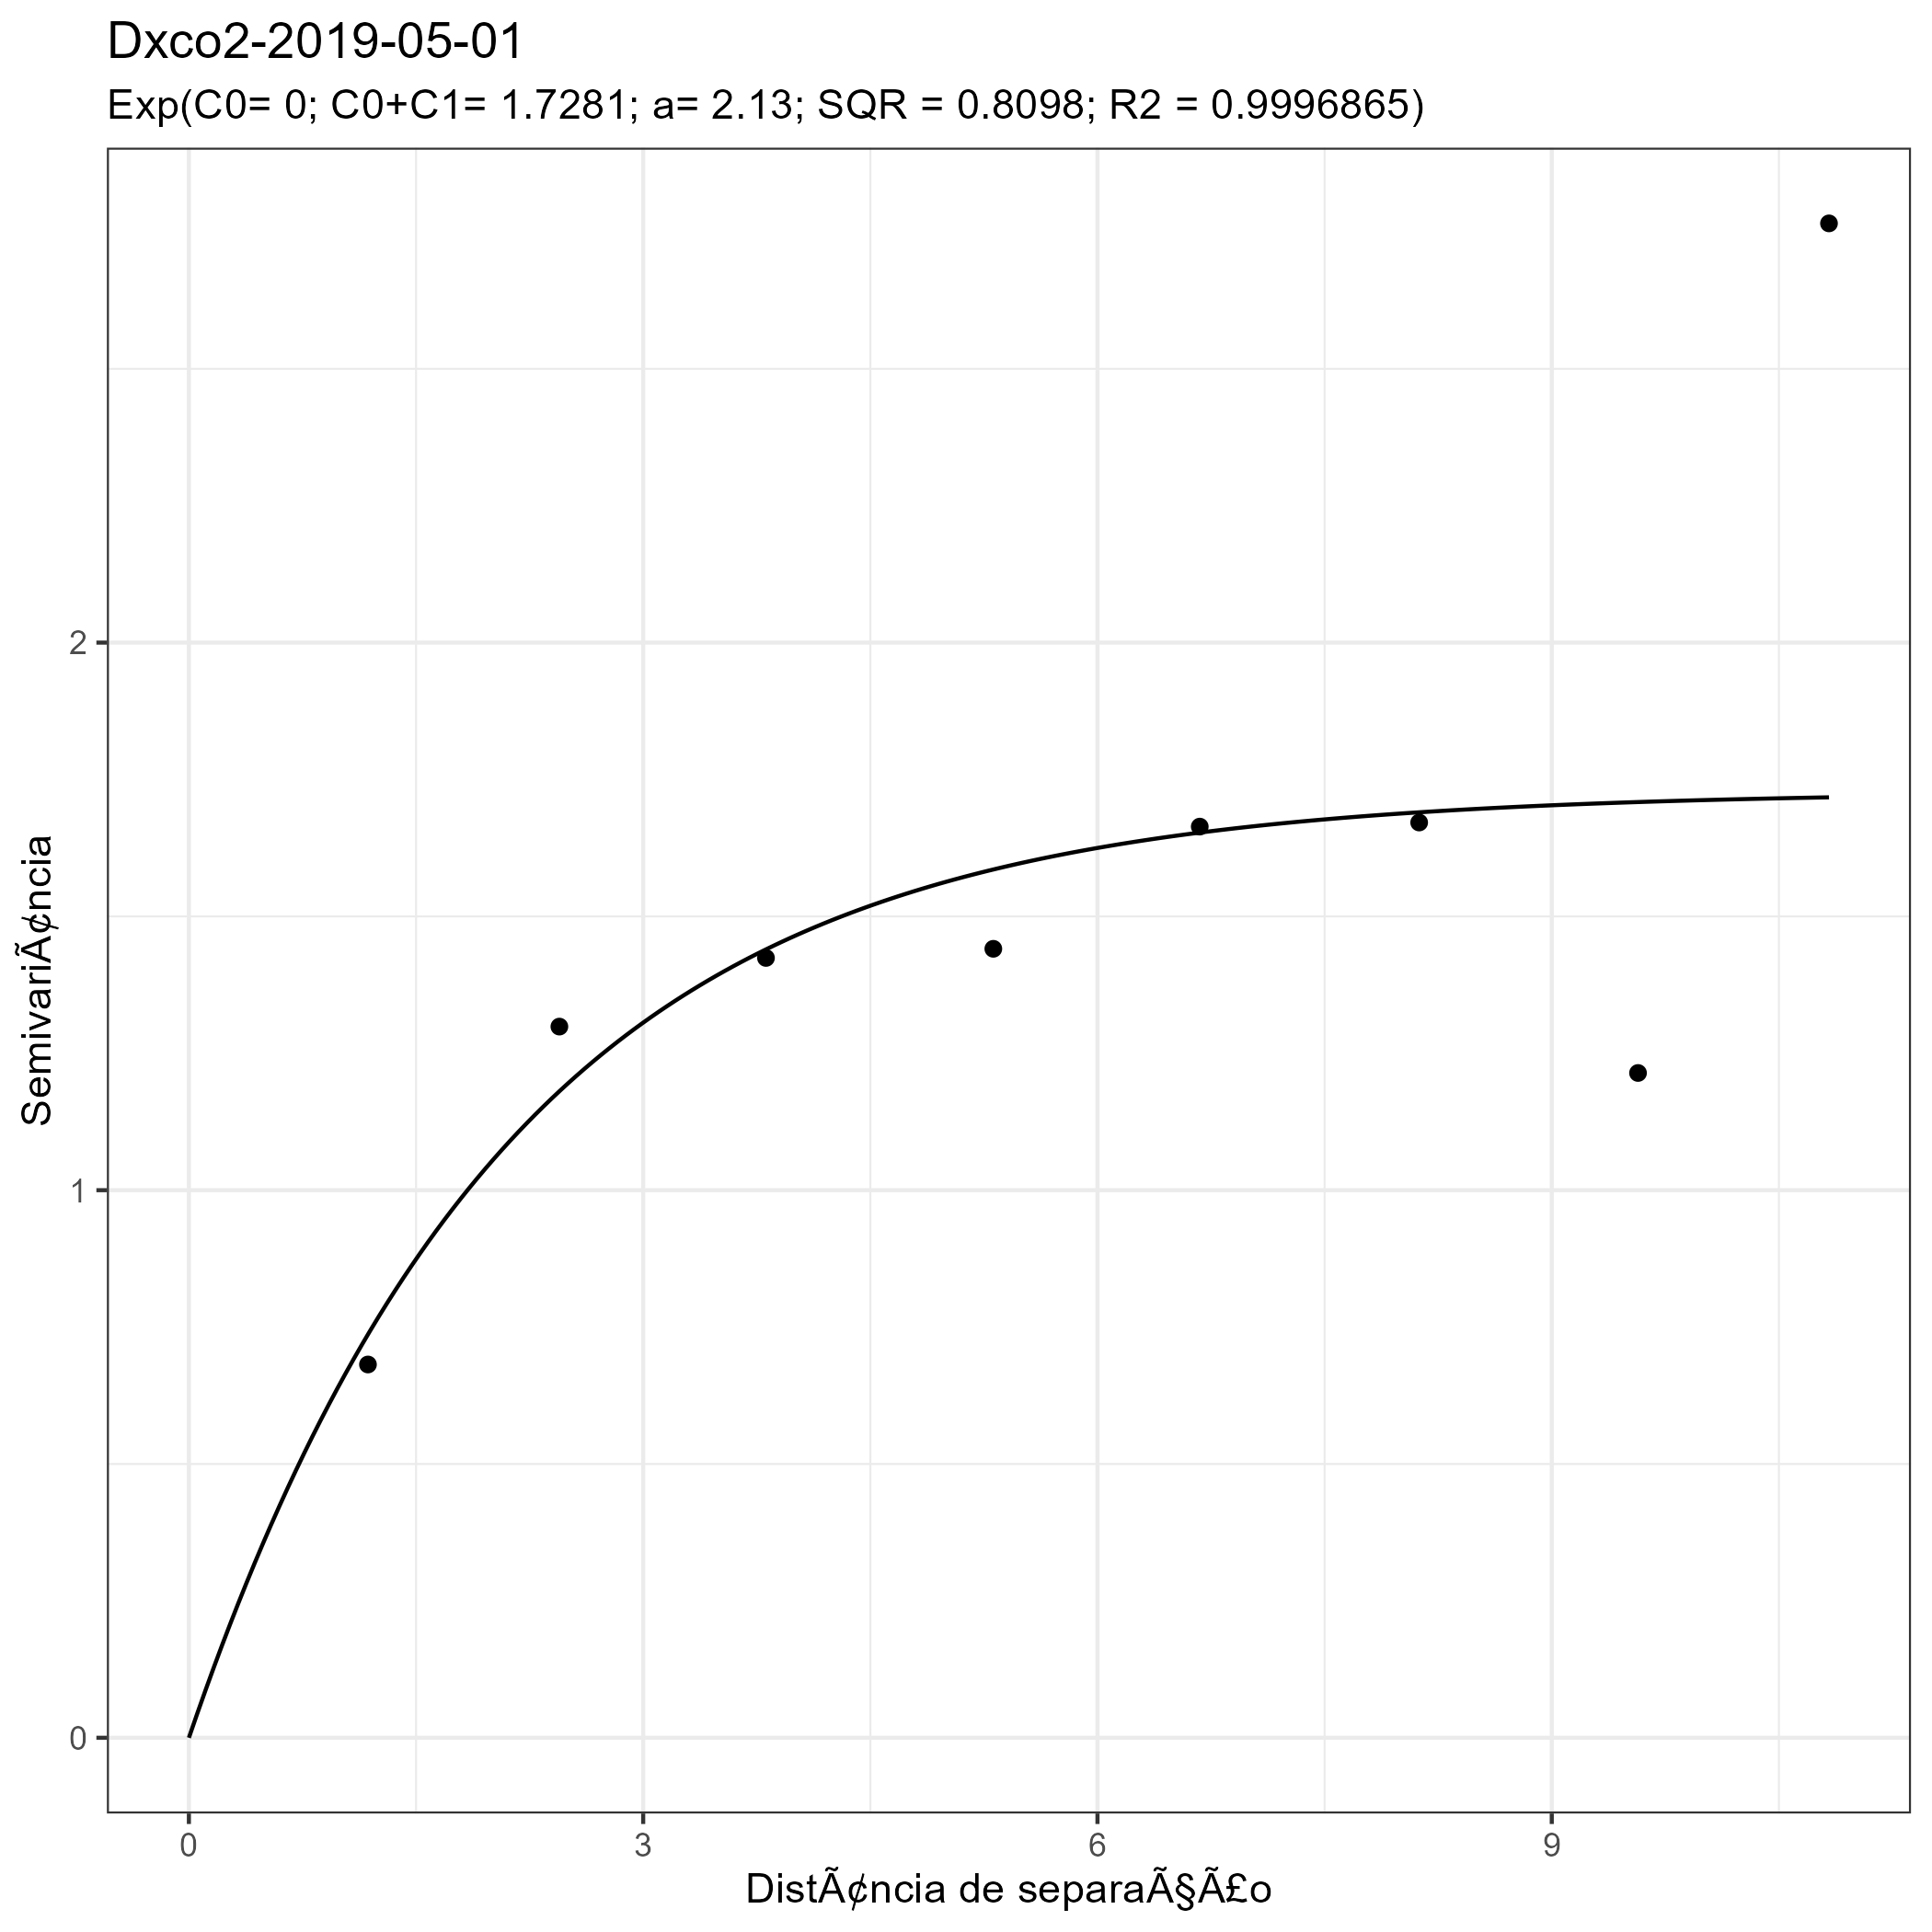 Dxco2-2019-05-01
Exp(C0= 0; C0+C1= 1.7281; a= 2.13; SQR = 0.8098; R2 = 0.9996865)
SemivariÃ¢ncia
2
1
0
0 3 6 9
DistÃ¢ncia de separaÃ§Ã£o